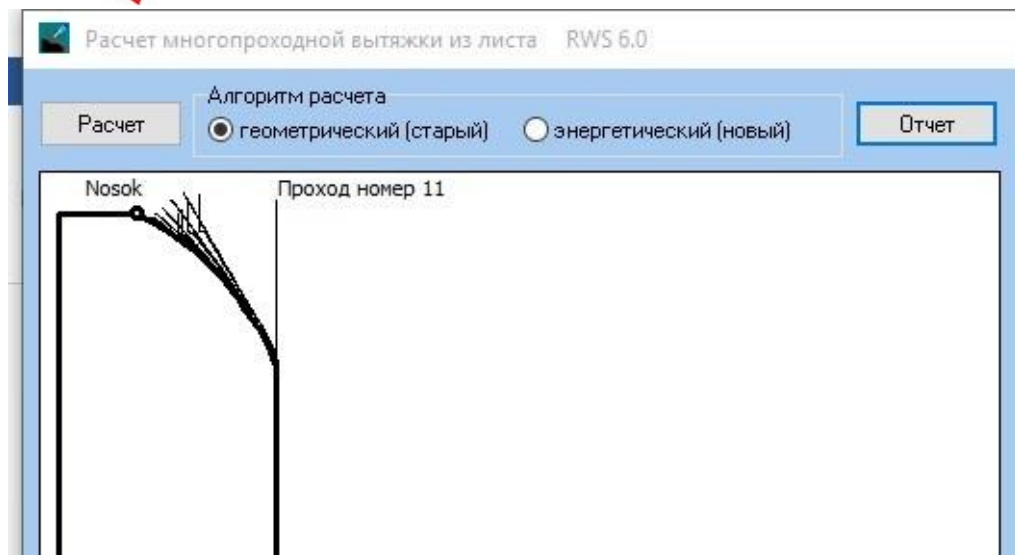 Расчет многопроходной вытяжки из листа RWS 6.0
Алгоритм расчета
Расчет
геометрический (старый)
энергетический (новый)
Отчет
Nosok
Проход номер 11